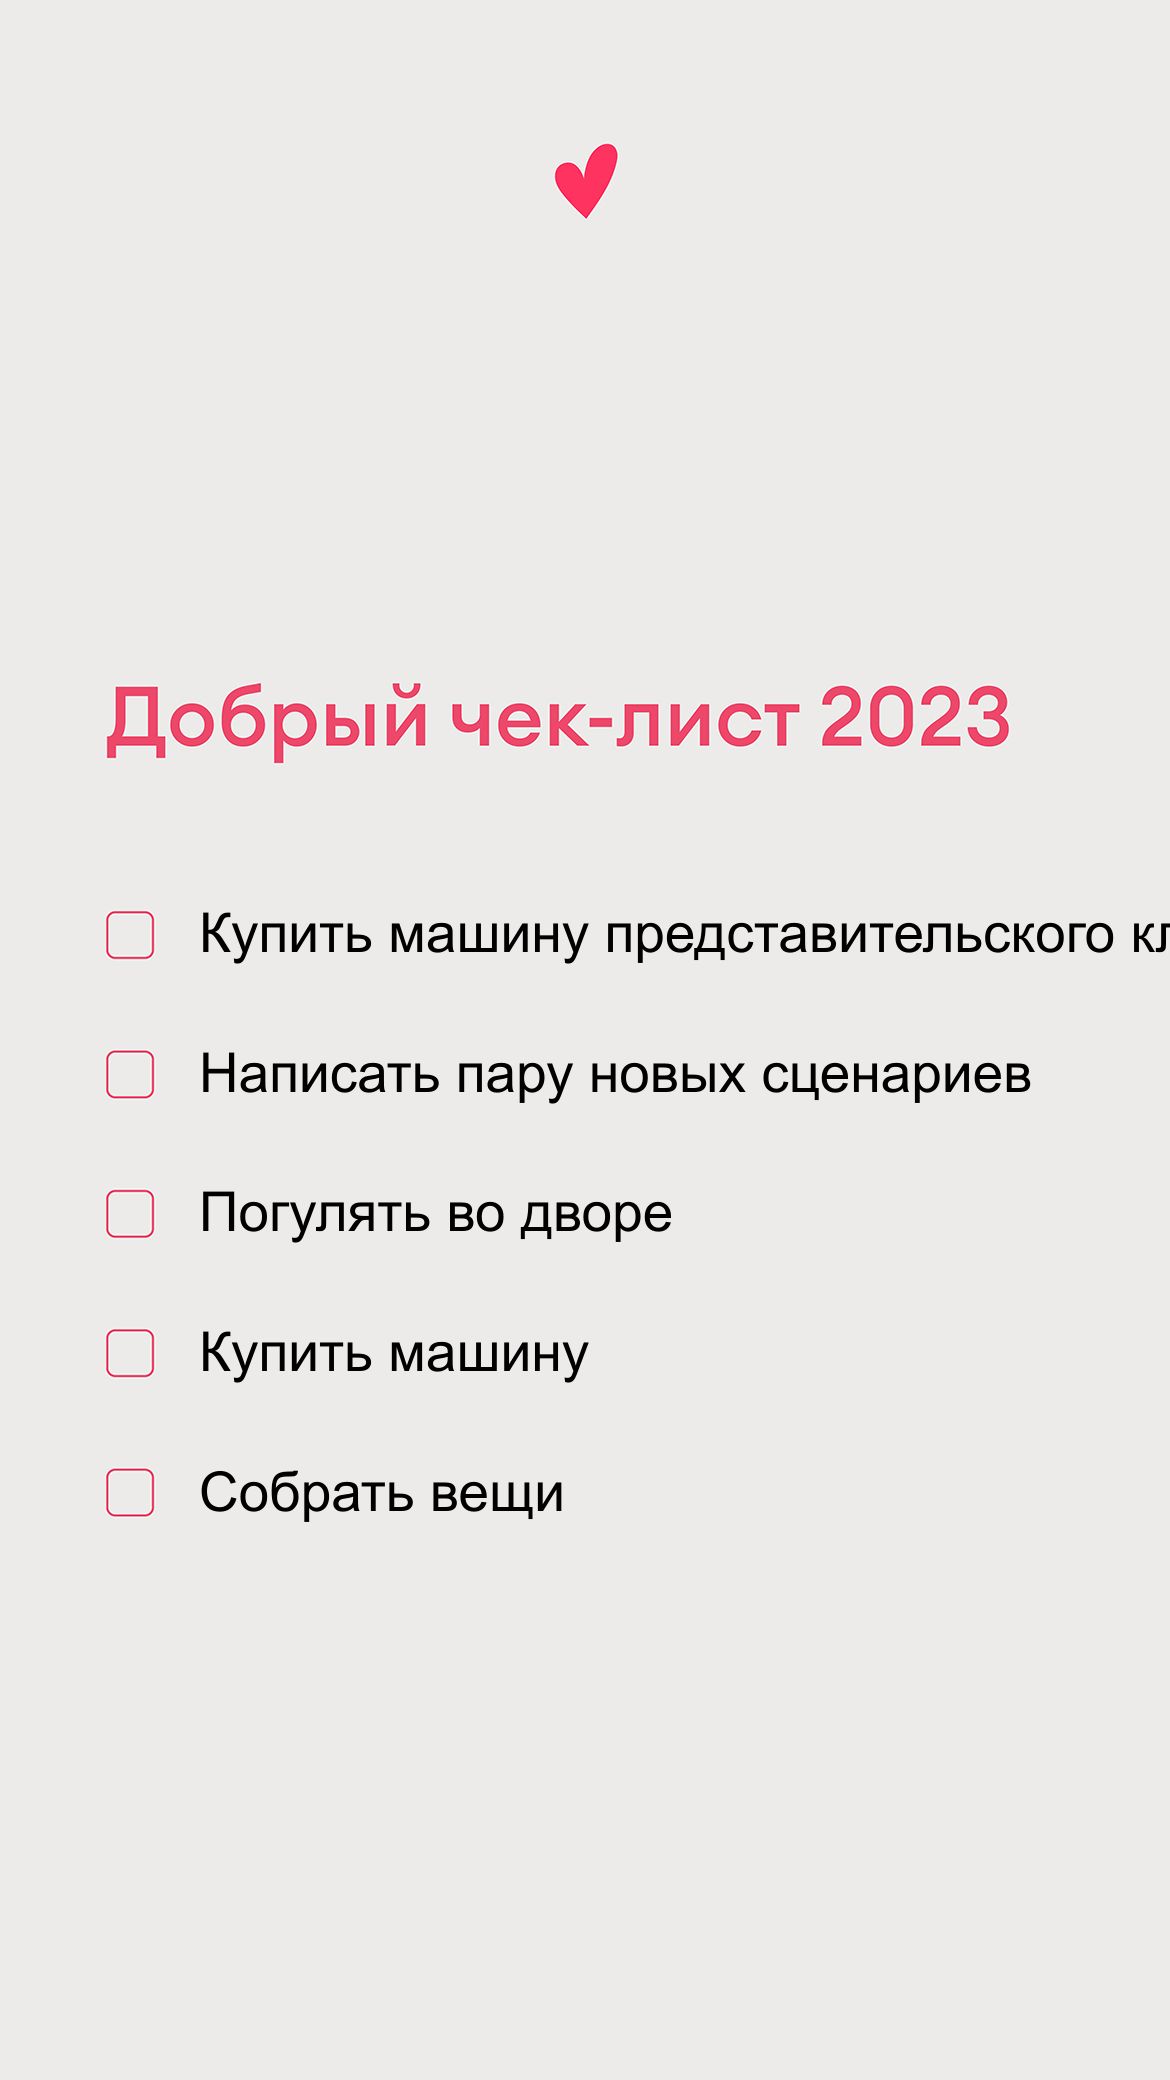 Добрый чек-лист 2023
Купить машину представительского
Написать пару новых сценариев
Погулять во дворе
Купить машину
Собрать вещи